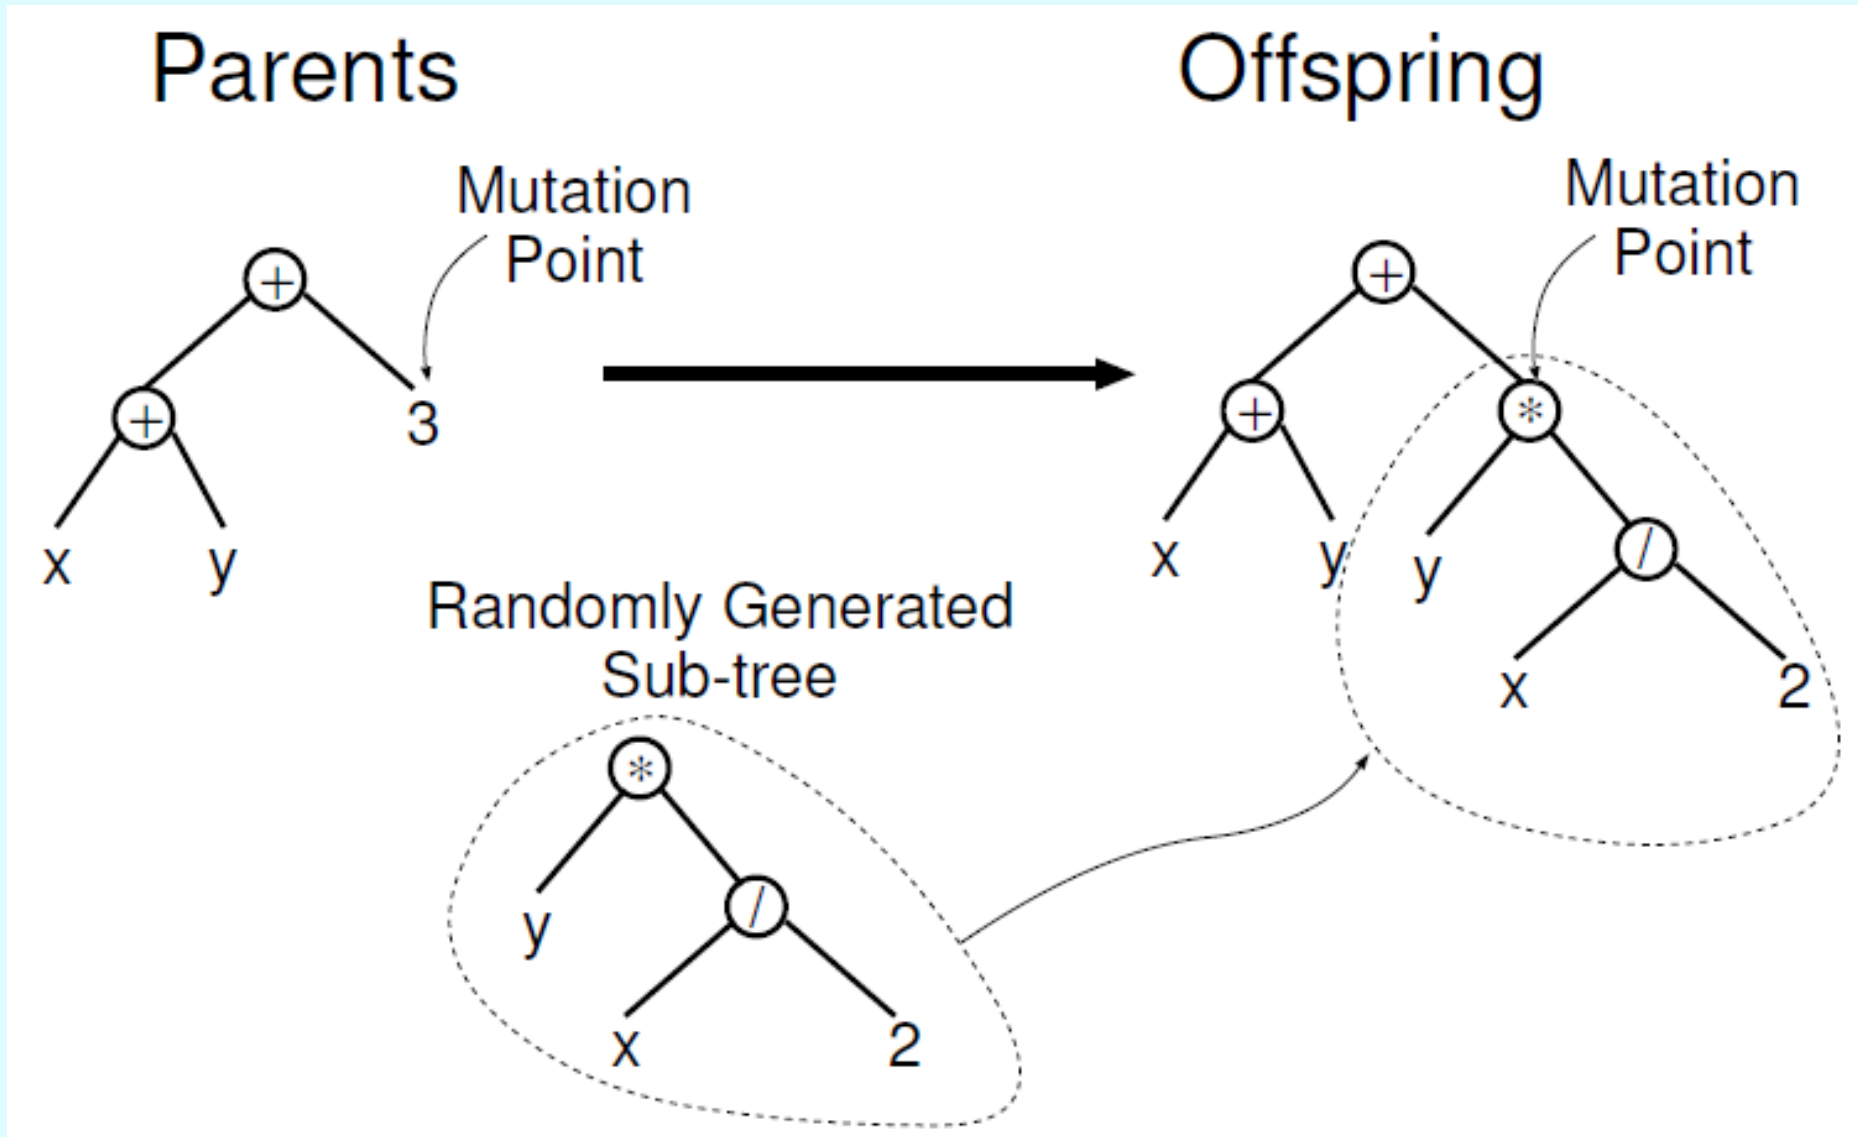 Parents
Offspring
Mutation
Point
Mutation
Point
+
+
3
x
y
+
+
*
x
y
y
/
x
2
Randomly Generated
Sub-tree
*
y
/
x
2